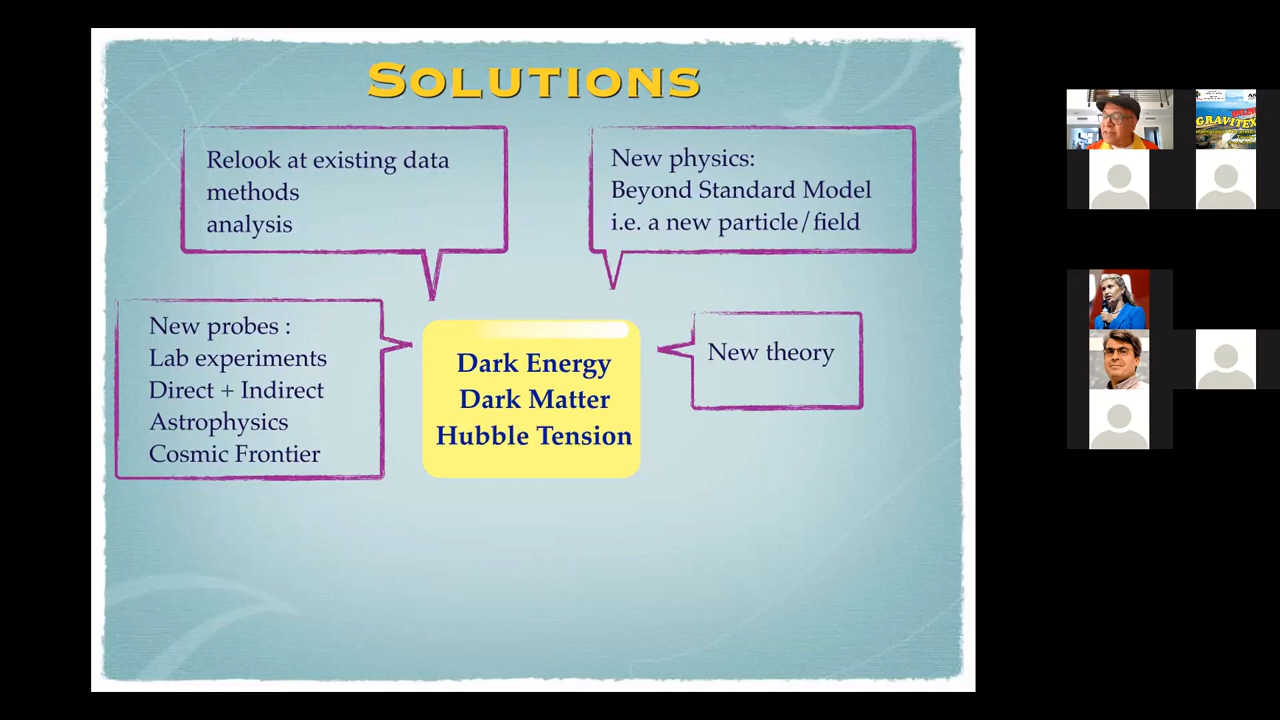 SOLUTIONS
Relook at existing data
methods
analysis
New physics:
Beyond Standard Model
i.e. a new particle/field
New probes :
Lab experiments
Direct + Indirect
Astrophysics
Cosmic Frontier
Dark Energy
Dark Matter
Hubble Tension
New theory